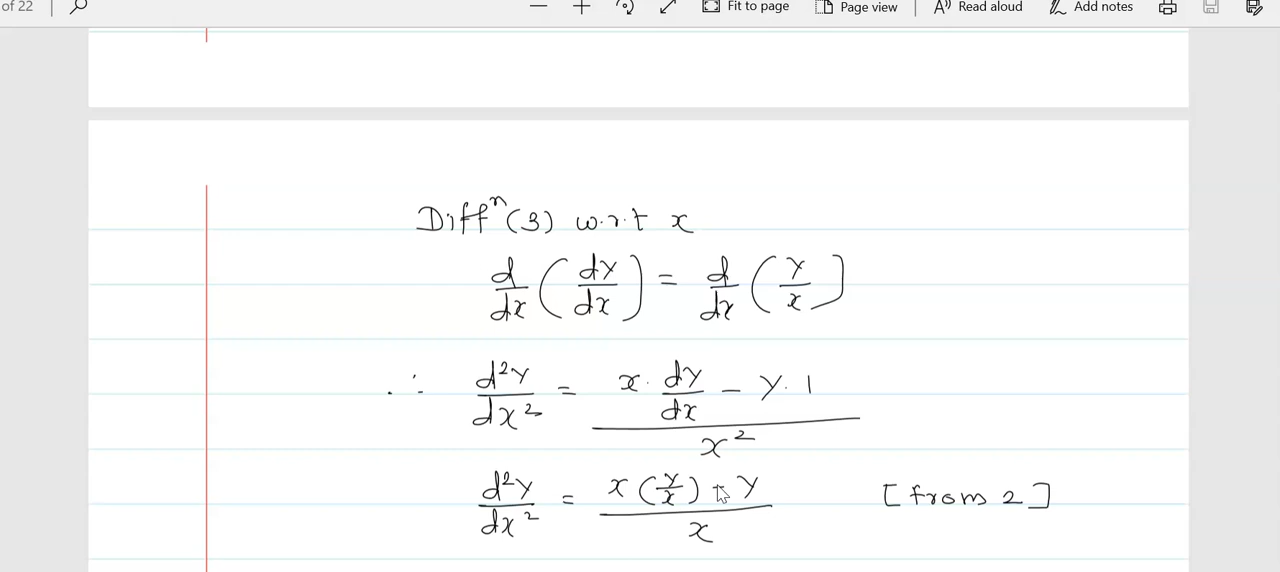 of 22 Fit to page Page view Read aloud Add notes
Diffⁿ (3) w.r.t x
d/dx (dy/dx) = d/dx (y/x)
∴ d²y/dx² = (x · dy/dx - y · 1)/x²
d²y/dx² = (x (y/x) - y)/x [from 2]